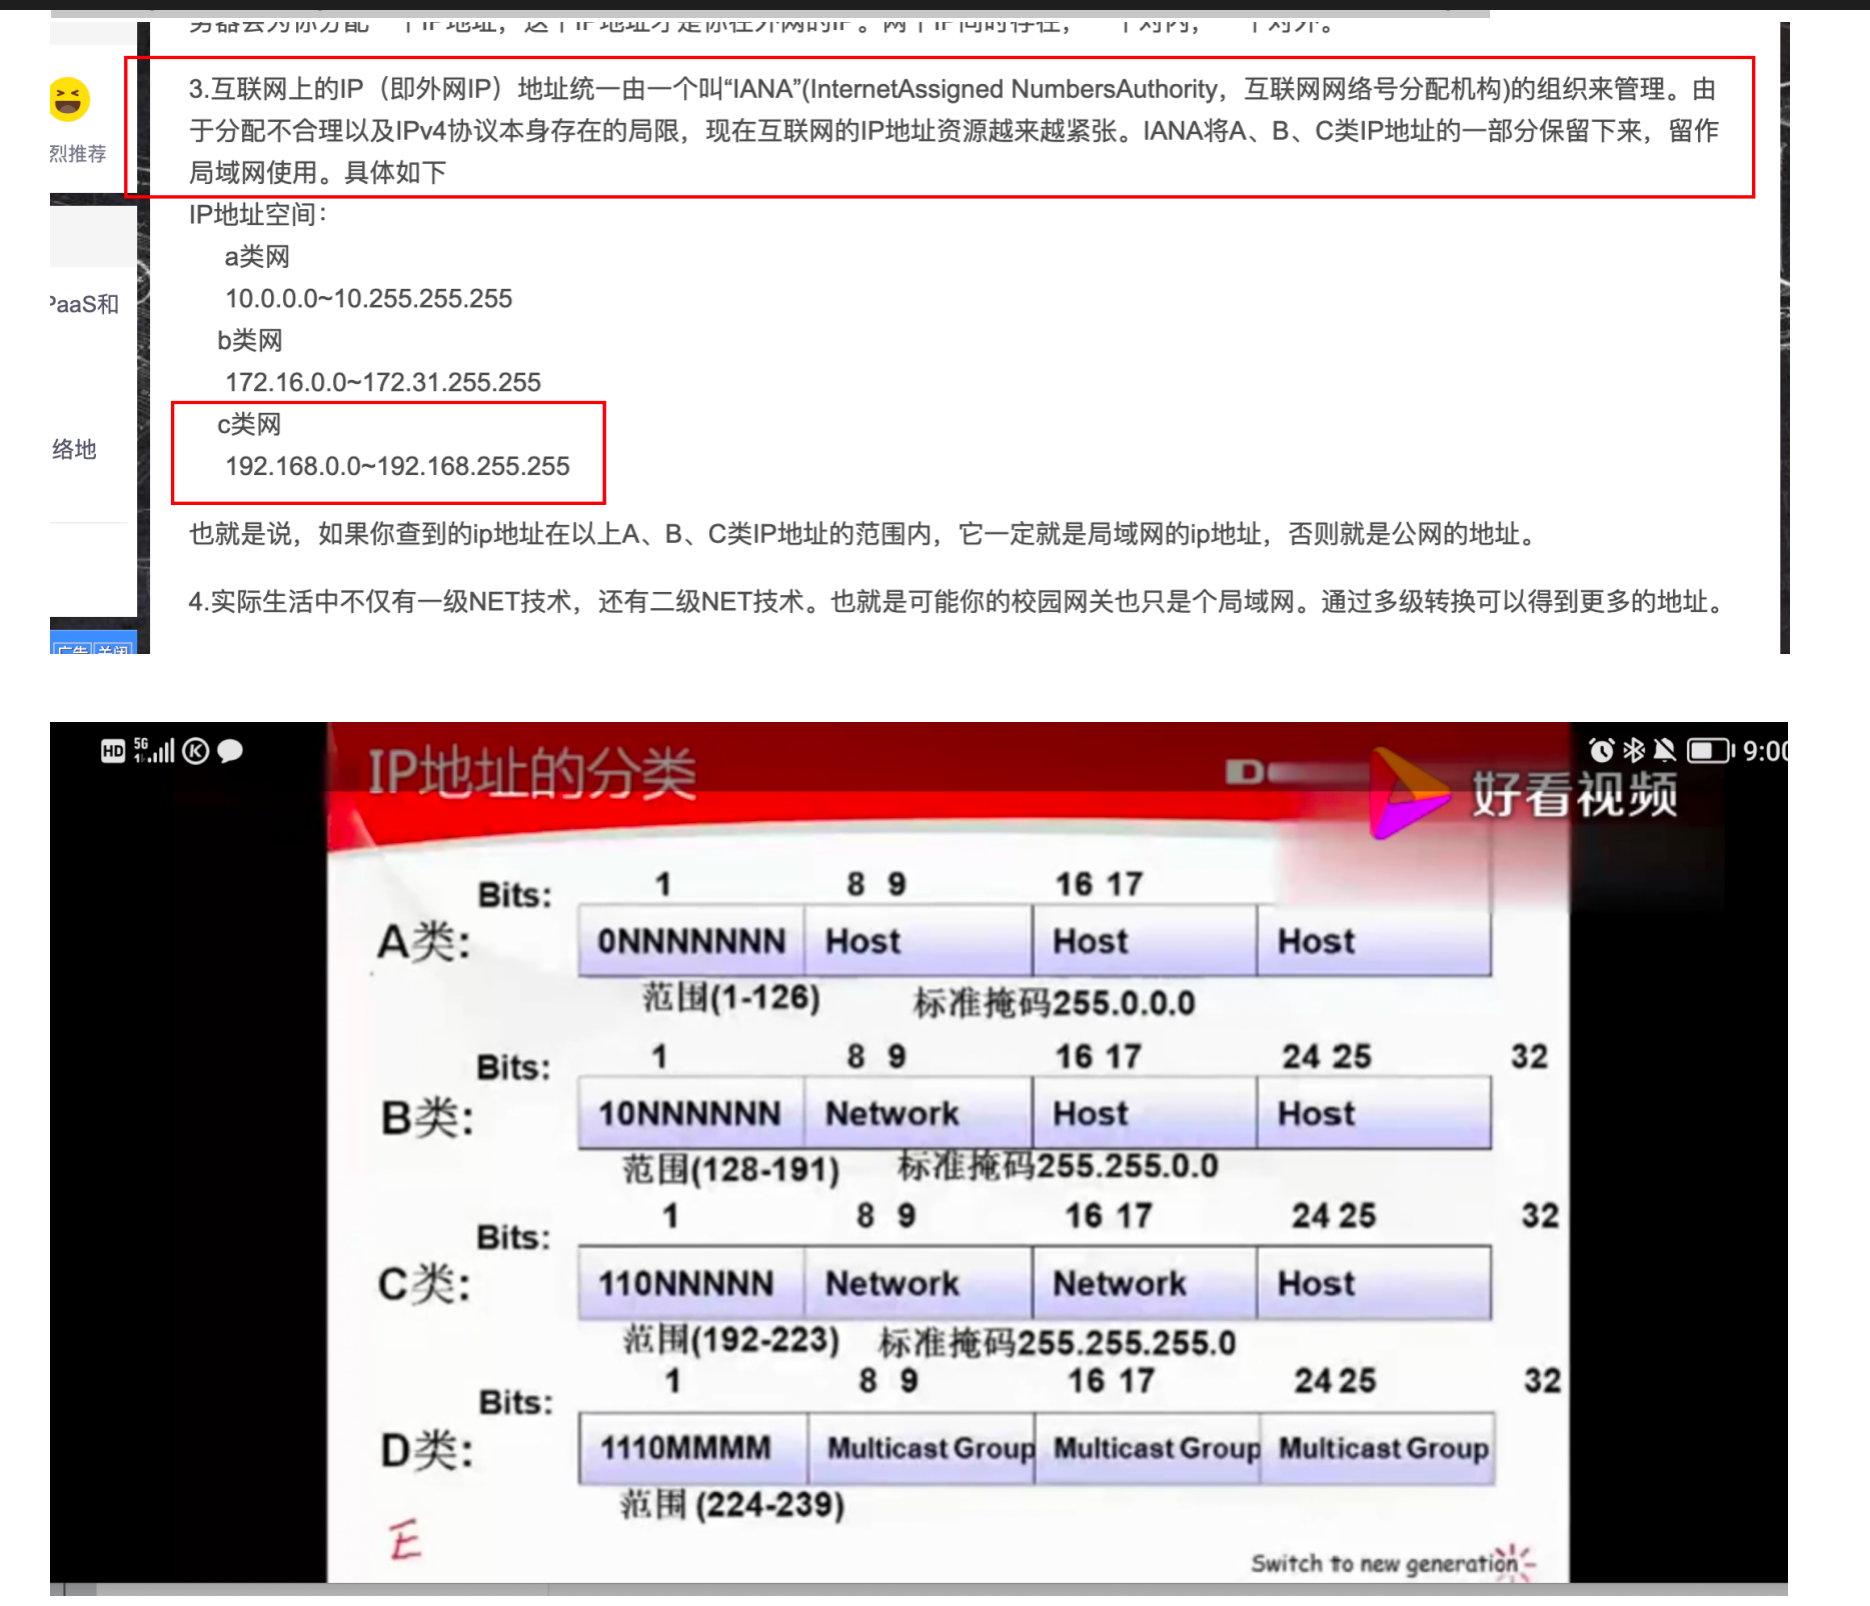 3.互联网上的IP（即外网IP）地址统一由一个叫“IANA”(InternetAssigned NumbersAuthority，互联网网络号分配机构)的组织来管理。由
于分配不合理以及IPv4协议本身存在的局限，现在互联网的IP地址资源越来越紧张。IANA将A、B、C类IP地址的一部分保留下来，留作
烈推荐
局域网使用。具体如下
IP地址空间：
a类网
10.0.0.0~10.255.255.255
PaaS和
b类网
172.16.0.0~172.31.255.255
c类网
络地
192.168.0.0~192.168.255.255
也就是说，如果你查到的ip地址在以上A、B、C类IP地址的范围内，它一定就是局域网的ip地址，否则就是公网的地址。
4.实际生活中不仅有一级NET技术，还有二级NET技术。也就是可能你的校园网关也只是个局域网。通过多级转换可以得到更多的地址。
广告 关闭
HD 5G 9:00
IP地址的分类
好看视频
Bits: 1 8 9 16 17
A类: 0NNNNNNN Host Host Host
范围(1-126) 标准掩码255.0.0.0
Bits: 1 8 9 16 17 24 25 32
B类: 10NNNNNN Network Host Host
范围(128-191) 标准掩码255.255.0.0
Bits: 1 8 9 16 17 24 25 32
C类: 110NNNNN Network Network Host
范围(192-223) 标准掩码255.255.255.0
Bits: 1 8 9 16 17 24 25 32
D类: 1110MMMM Multicast Group Multicast Group Multicast Group
范围 (224-239)
E
Switch to new generation